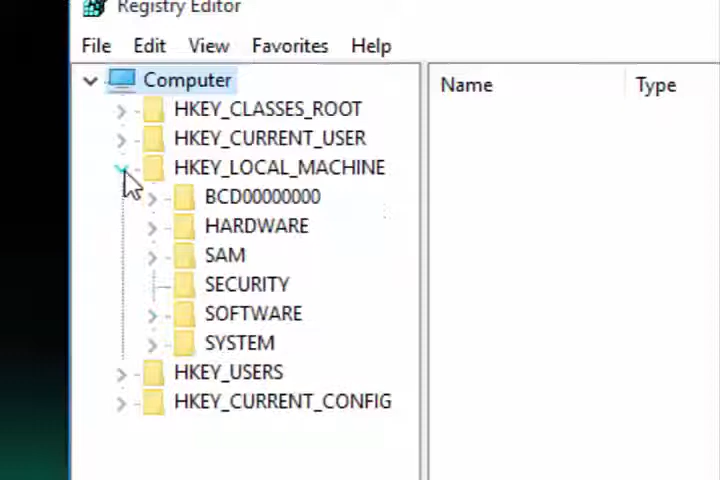 Registry Editor
File Edit View Favorites Help
Computer
Name Type
HKEY_CLASSES_ROOT
HKEY_CURRENT_USER
HKEY_LOCAL_MACHINE
BCD00000000
HARDWARE
SAM
SECURITY
SOFTWARE
SYSTEM
HKEY_USERS
HKEY_CURRENT_CONFIG